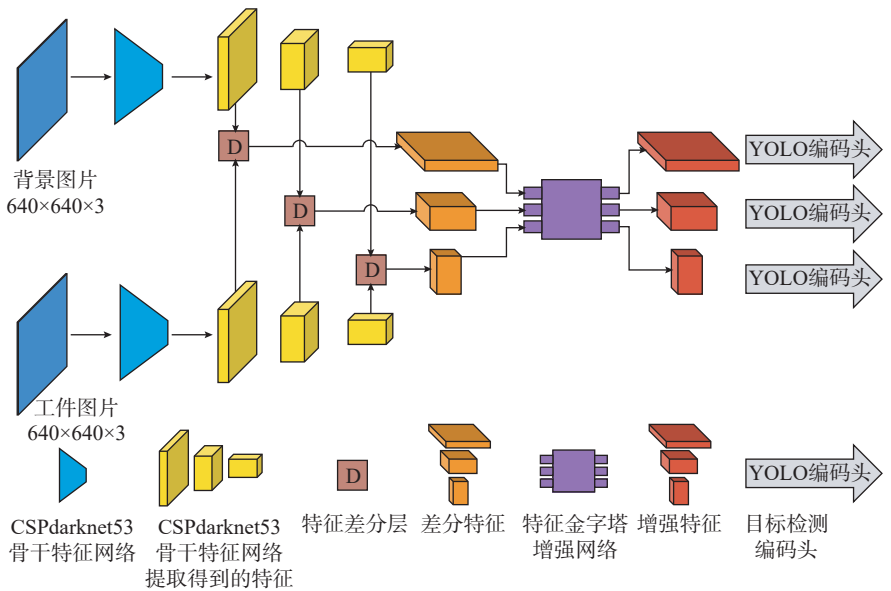 背景图片
640×640×3
D
D
D
YOLO编码头
YOLO编码头
YOLO编码头
工件图片
640×640×3
D
YOLO编码头
CSPdarknet53
骨干特征网络
CSPdarknet53
骨干特征网络
提取得到的特征
特征差分层
差分特征
特征金字塔
增强网络
增强特征
目标检测
编码头